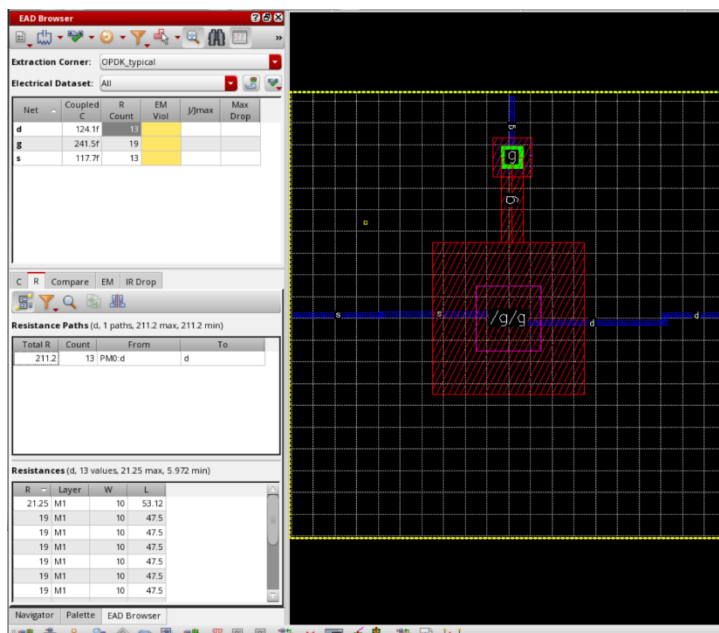 EAD Browser
»
Extraction Corner: OPDK_typical
Electrical Dataset: All
Net Coupled C R Count EM Viol J/Jmax Max Drop
d 124.1f 13
g 241.5f 19
s 117.7f 13
C R Compare EM IR Drop
Resistance Paths (d, 1 paths, 211.2 max, 211.2 min)
Total R Count From To
211.2 13 PM0:d d
Resistances (d, 13 values, 21.25 max, 5.972 min)
R Layer W L
21.25 M1 10 53.12
19 M1 10 47.5
19 M1 10 47.5
19 M1 10 47.5
19 M1 10 47.5
19 M1 10 47.5
19 M1 10 47.5
Navigator Palette EAD Browser
g
g
g
s s /g/g d d